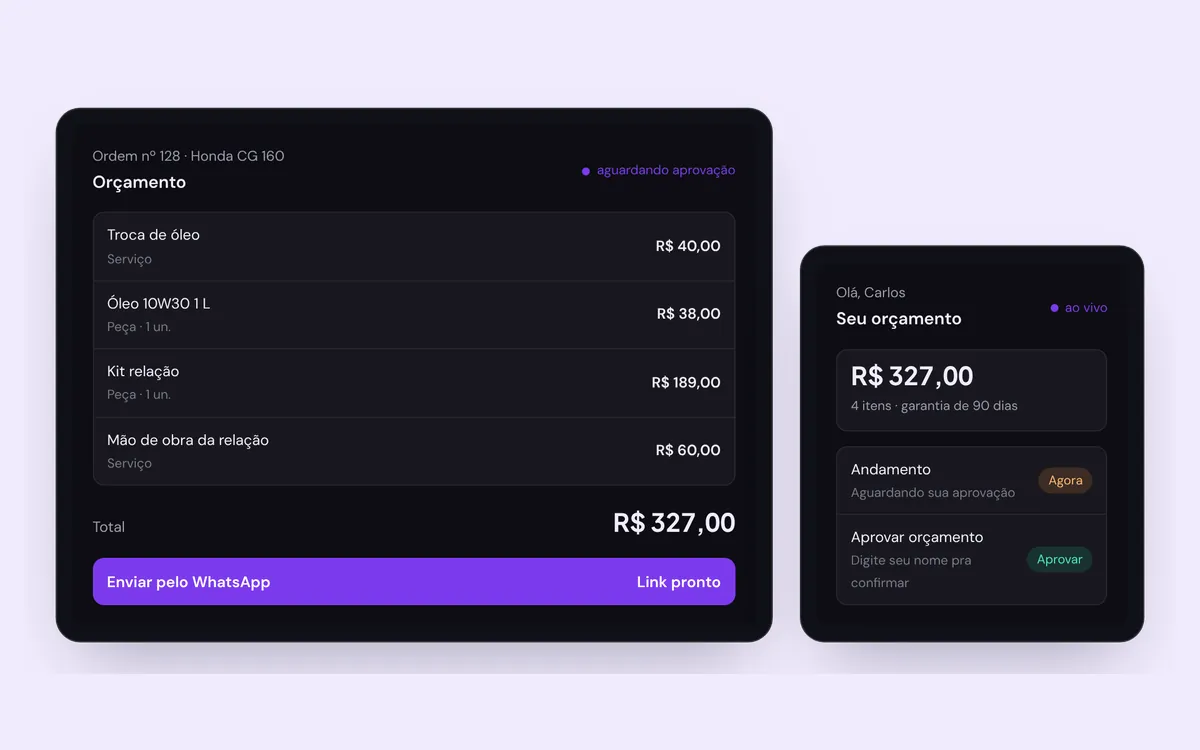 Ordem nº 128 · Honda CG 160
Orçamento
aguardando aprovação
Troca de óleo
Serviço
R$ 40,00
Óleo 10W30 1 L
Peça · 1 un.
R$ 38,00
Kit relação
Peça · 1 un.
R$ 189,00
Mão de obra da relação
Serviço
R$ 60,00
Total
R$ 327,00
Enviar pelo WhatsApp
Link pronto
Olá, Carlos
Seu orçamento
ao vivo
R$ 327,00
4 itens · garantia de 90 dias
Andamento
Aguardando sua aprovação
Agora
Aprovar orçamento
Digite seu nome pra
confirmar
Aprovar